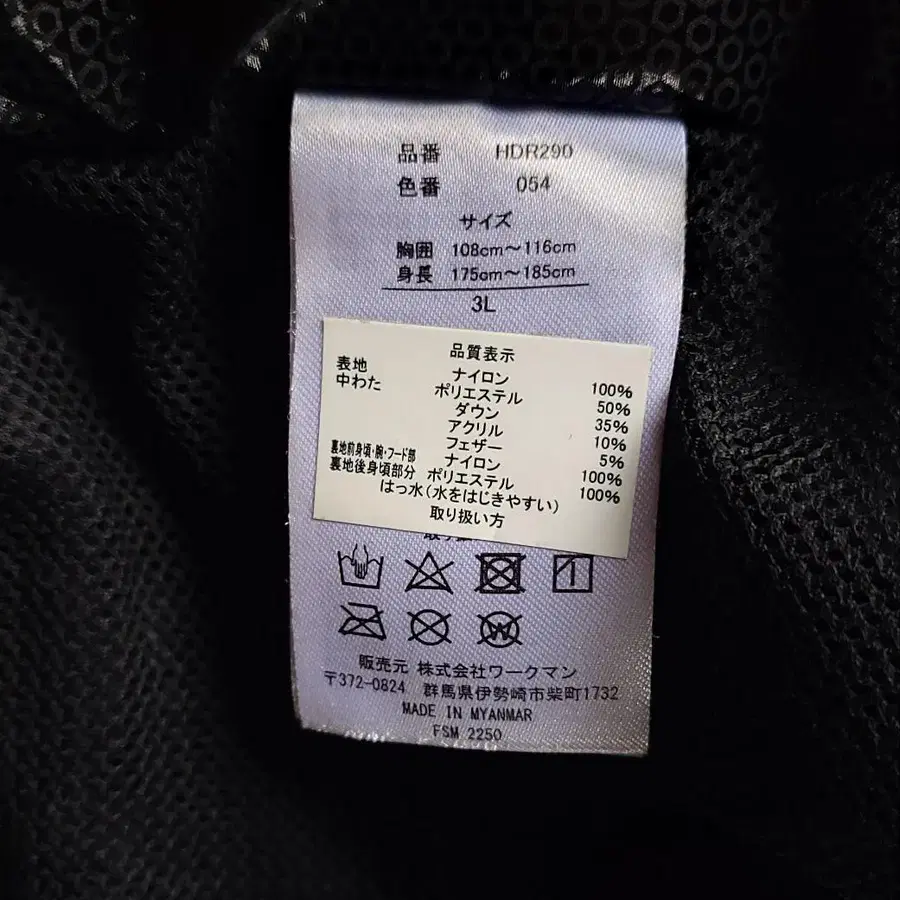 品番 HDR290
色番 054
サイズ
胸囲 108cm～116cm
身長 175cm～185cm
3L
品質表示
表地 ナイロン 100%
中わた ポリエステル 50%
ダウン 35%
アクリル 10%
フェザー 5%
裏地前身頃・腕・フード部 ナイロン 100%
裏地後身頃部分 ポリエステル 100%
はっ水(水をはじきやすい)
取り扱い方
W
販売元 株式会社ワークマン
〒372-0824 群馬県伊勢崎市柴町1732
MADE IN MYANMAR
FSM 2250